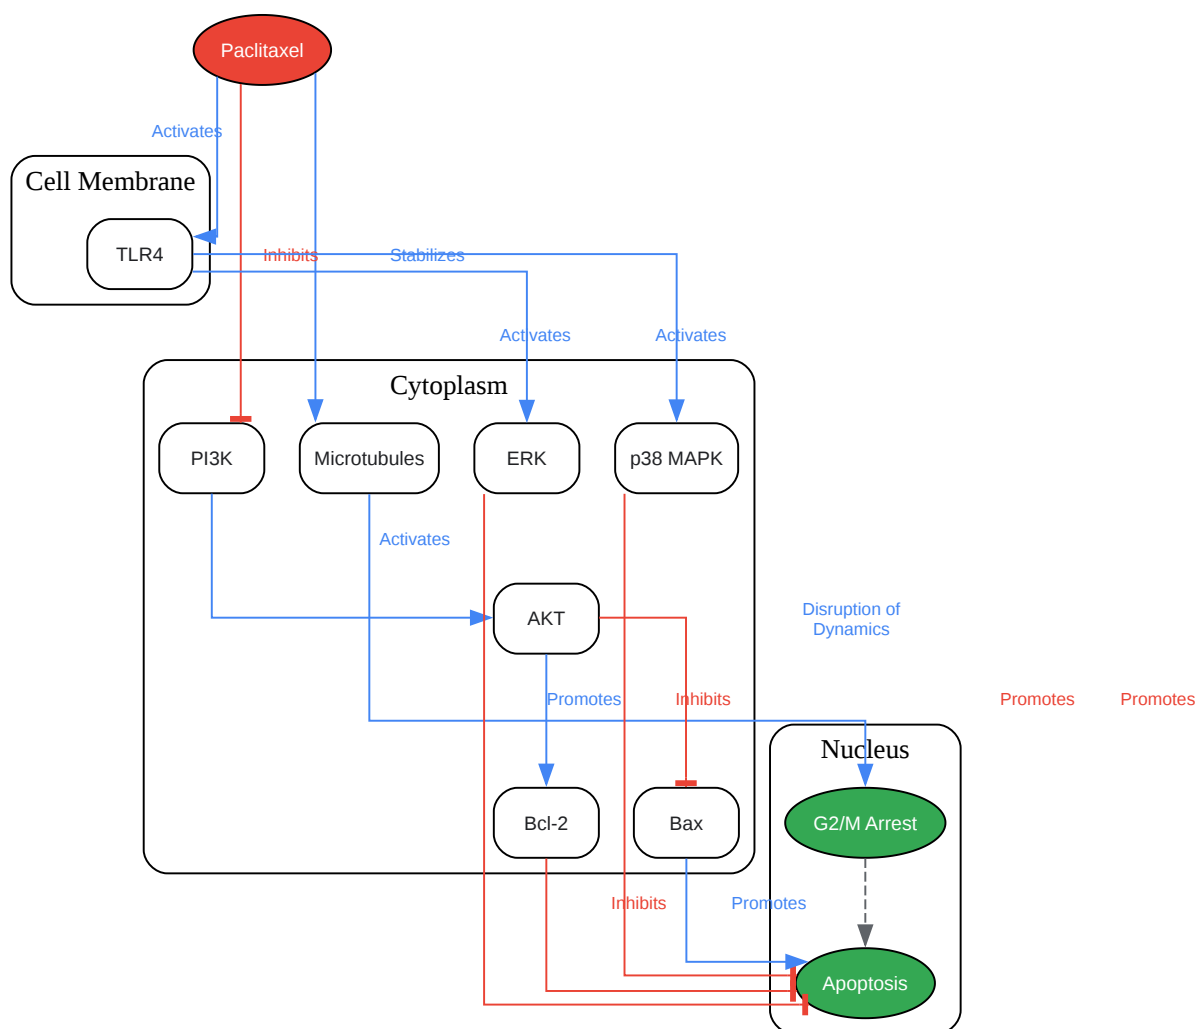 Paclitaxel
Activates
Cell Membrane
TLR4
Inhibits
Stabilizes
Activates
Activates
Cytoplasm
PI3K
Microtubules
ERK
p38 MAPK
Activates
AKT
Disruption of
Dynamics
Promotes
Inhibits
Promotes
Promotes
Nucleus
Bcl-2
Bax
G2/M Arrest
Inhibits
Promotes
Apoptosis